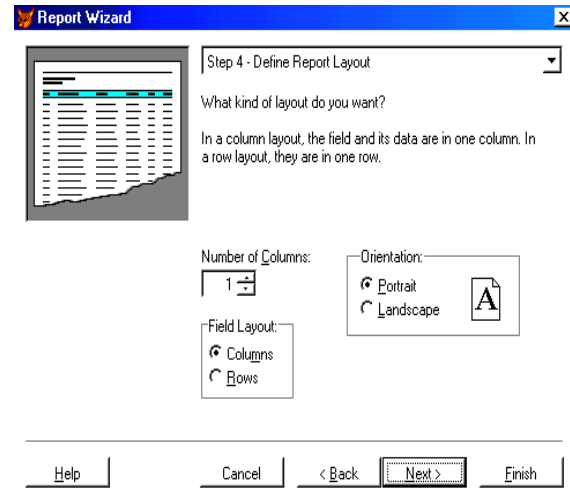 Report Wizard
Step 4 - Define Report Layout
What kind of layout do you want?
In a column layout, the field and its data are in one column. In
a row layout, they are in one row.
Number of Columns:
1
Orientation:
Portrait
Landscape
A
Field Layout:
Columns
Rows
Help
Cancel
< Back
Next >
Finish